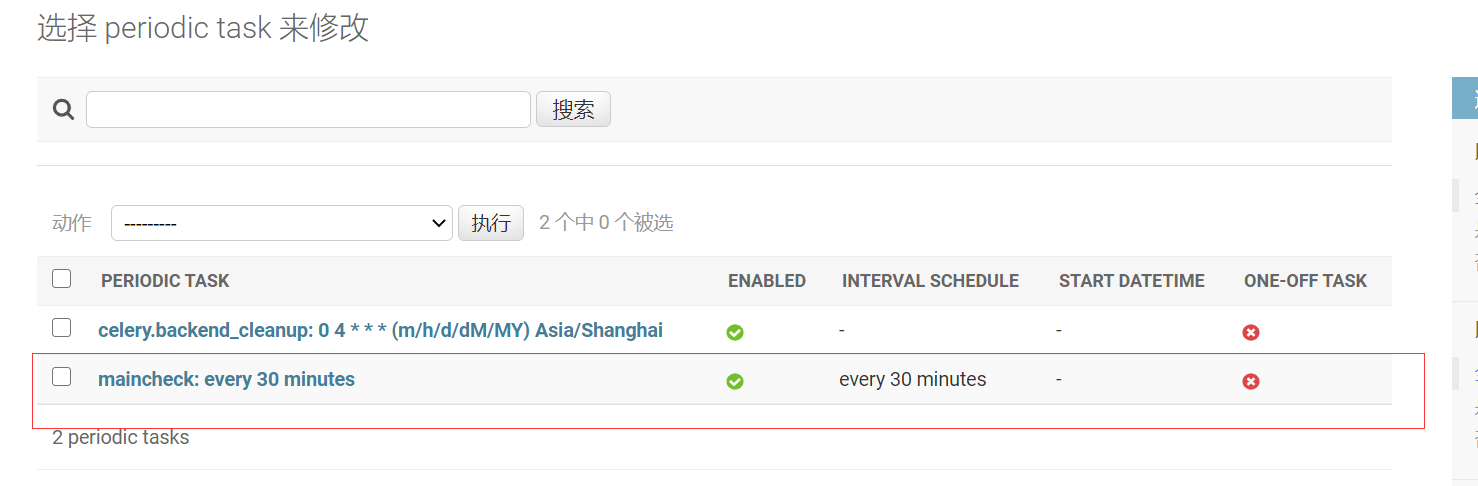 选择 periodic task 来修改
搜索
动作 --------- 执行 2 个中 0 个被选
PERIODIC TASK ENABLED INTERVAL SCHEDULE START DATETIME ONE-OFF TASK
celery.backend_cleanup: 0 4 * * * (m/h/d/dM/MY) Asia/Shanghai - -
maincheck: every 30 minutes every 30 minutes -
2 periodic tasks